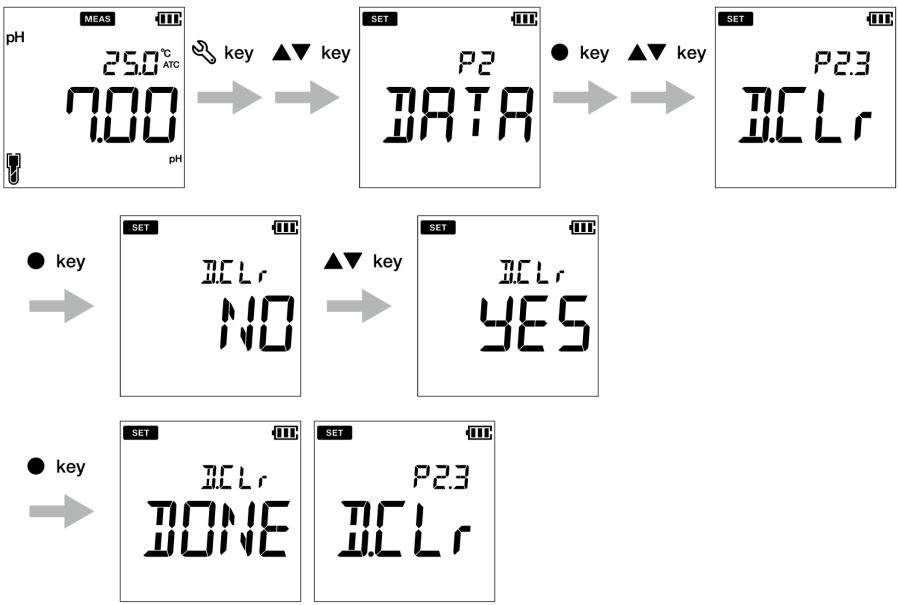 MEAS
pH
25.0 °C
ATC
7.00
pH
key
key
SET
P2
DATA
key
key
SET
P2.3
D.CLr
key
SET
D.CLr
NO
key
SET
D.CLr
YES
key
SET
D.CLr
DONE
SET
P2.3
D.CLr